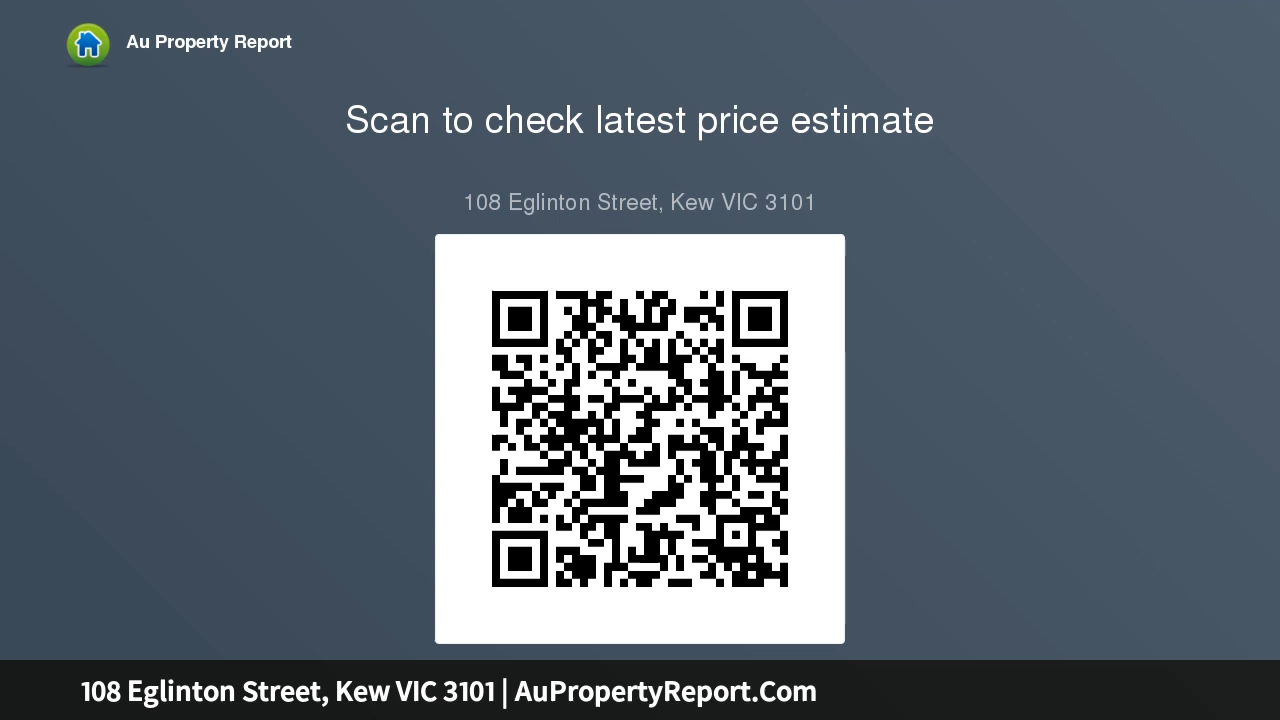 Au Property Report
Scan to check latest price estimate
108 Eglinton Street, Kew VIC 3101
108 Eglinton Street, Kew VIC 3101 | AuPropertyReport.Com